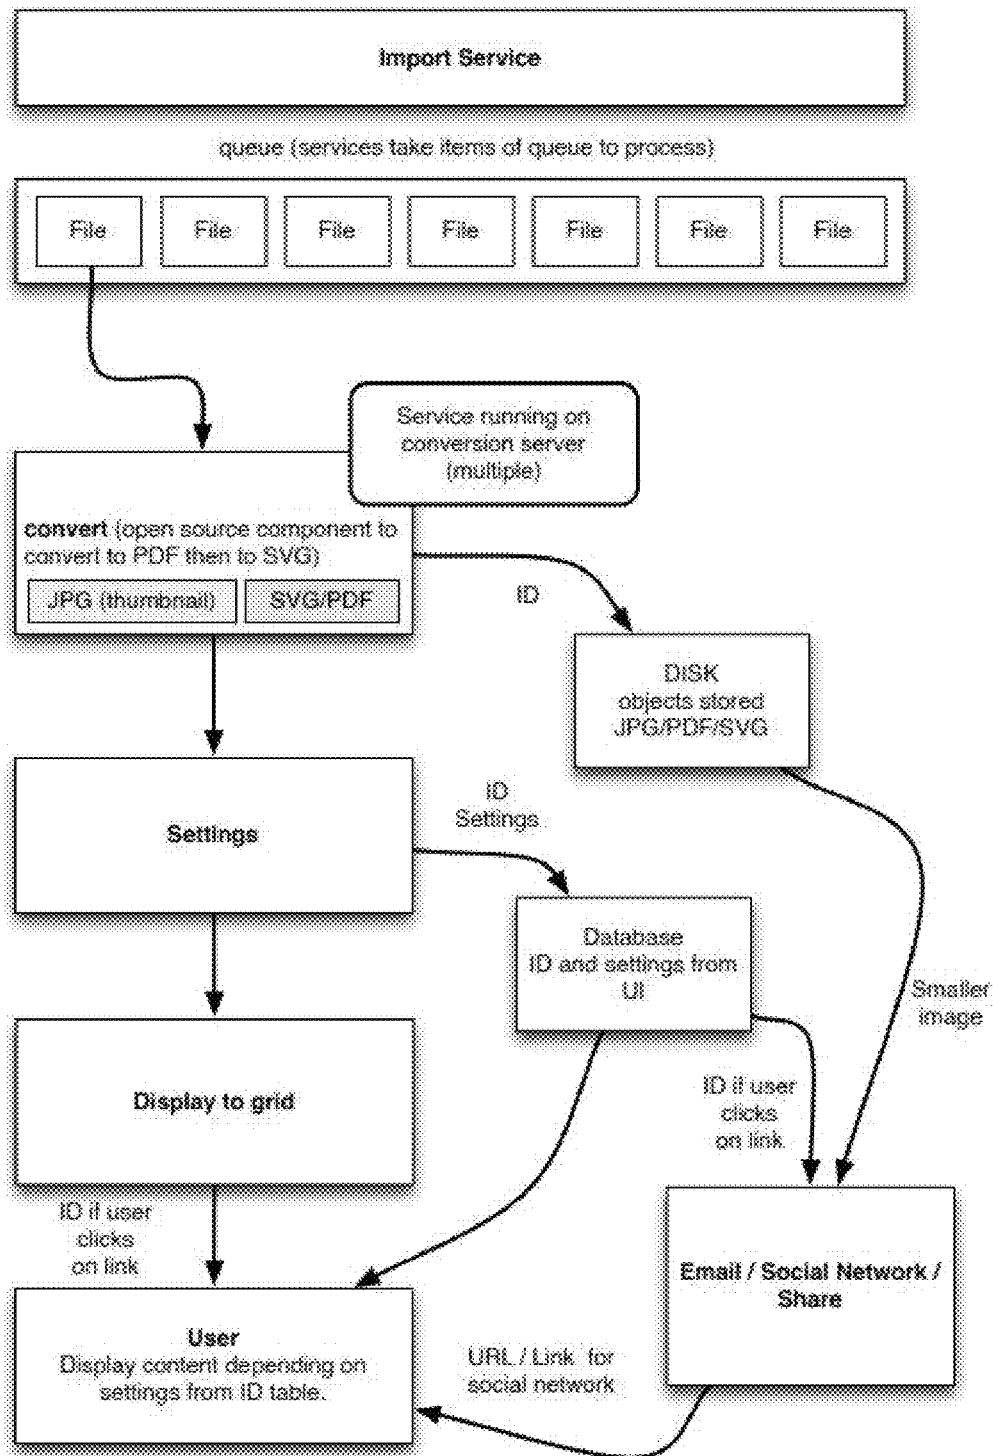 Import Service
queue (services take items of queue to process)
File
File
File
File
File
File
File
Service running on
conversion server
(multiple)
convert (open source component to
convert to PDF then to SVG)
JPG (thumbnail)
SVG/PDF
ID
DISK
objects stored
JPG/PDF/SVG
Settings
ID
Settings
Database
ID and settings from
UI
Smaller
image
Display to grid
ID if user
clicks
on link
ID if user
clicks
on link
Email / Social Network /
Share
User
Display content depending on
settings from ID table.
URL / Link for
social network